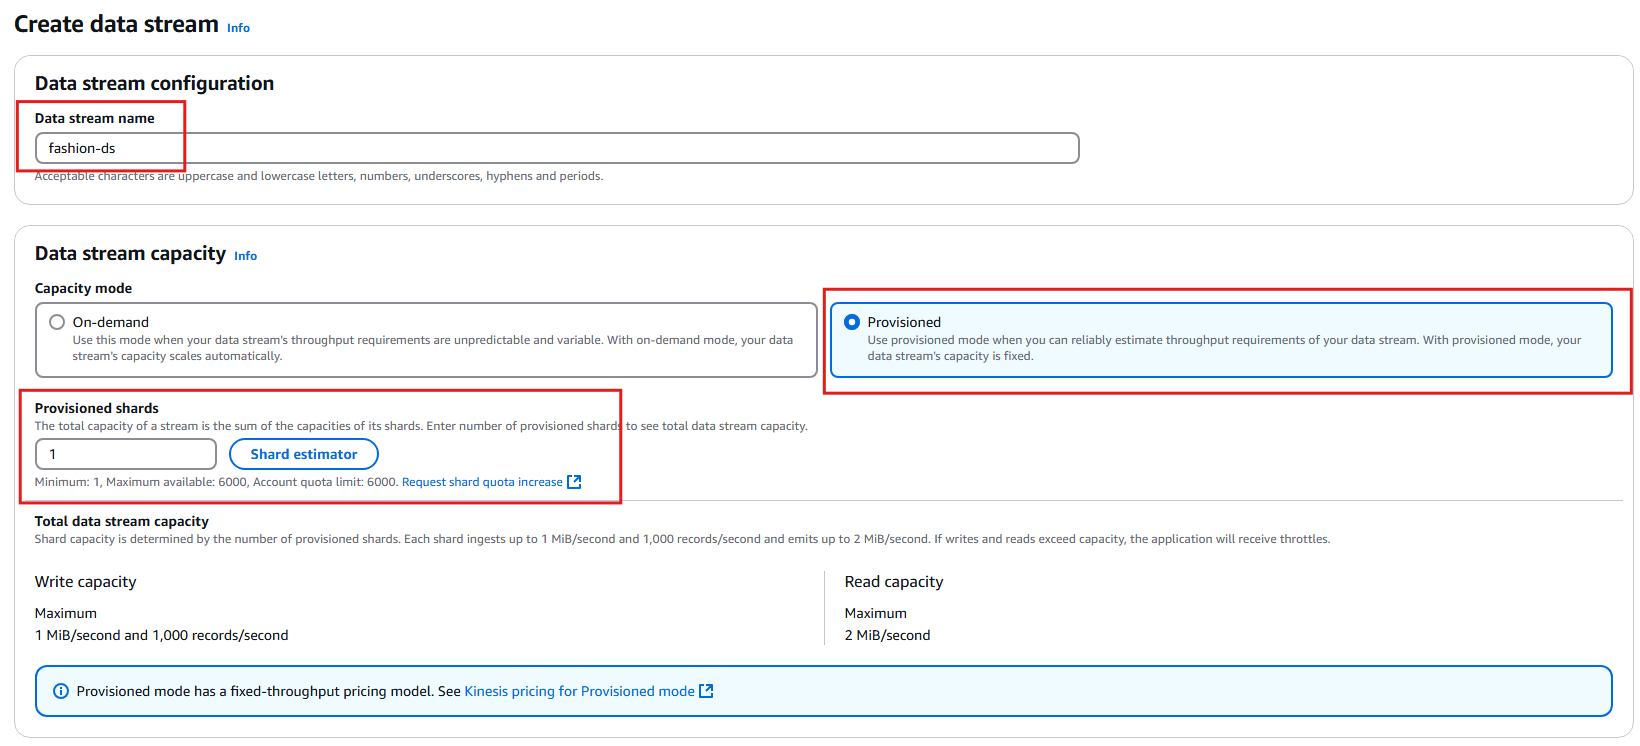 Create data stream Info
Data stream configuration
Data stream name
fashion-ds
Acceptable characters are uppercase and lowercase letters, numbers, underscores, hyphens and periods.
Data stream capacity Info
Capacity mode
On-demand
Use this mode when your data stream's throughput requirements are unpredictable and variable. With on-demand mode, your data
stream's capacity scales automatically.
Provisioned
Use provisioned mode when you can reliably estimate throughput requirements of your data stream. With provisioned mode, your
data stream's capacity is fixed.
Provisioned shards
The total capacity of a stream is the sum of the capacities of its shards. Enter number of provisioned shards to see total data stream capacity.
1
Shard estimator
Minimum: 1, Maximum available: 6000, Account quota limit: 6000. Request shard quota increase
Total data stream capacity
Shard capacity is determined by the number of provisioned shards. Each shard ingests up to 1 MiB/second and 1,000 records/second and emits up to 2 MiB/second. If writes and reads exceed capacity, the application will receive throttles.
Write capacity
Maximum
1 MiB/second and 1,000 records/second
Read capacity
Maximum
2 MiB/second
Provisioned mode has a fixed-throughput pricing model. See Kinesis pricing for Provisioned mode